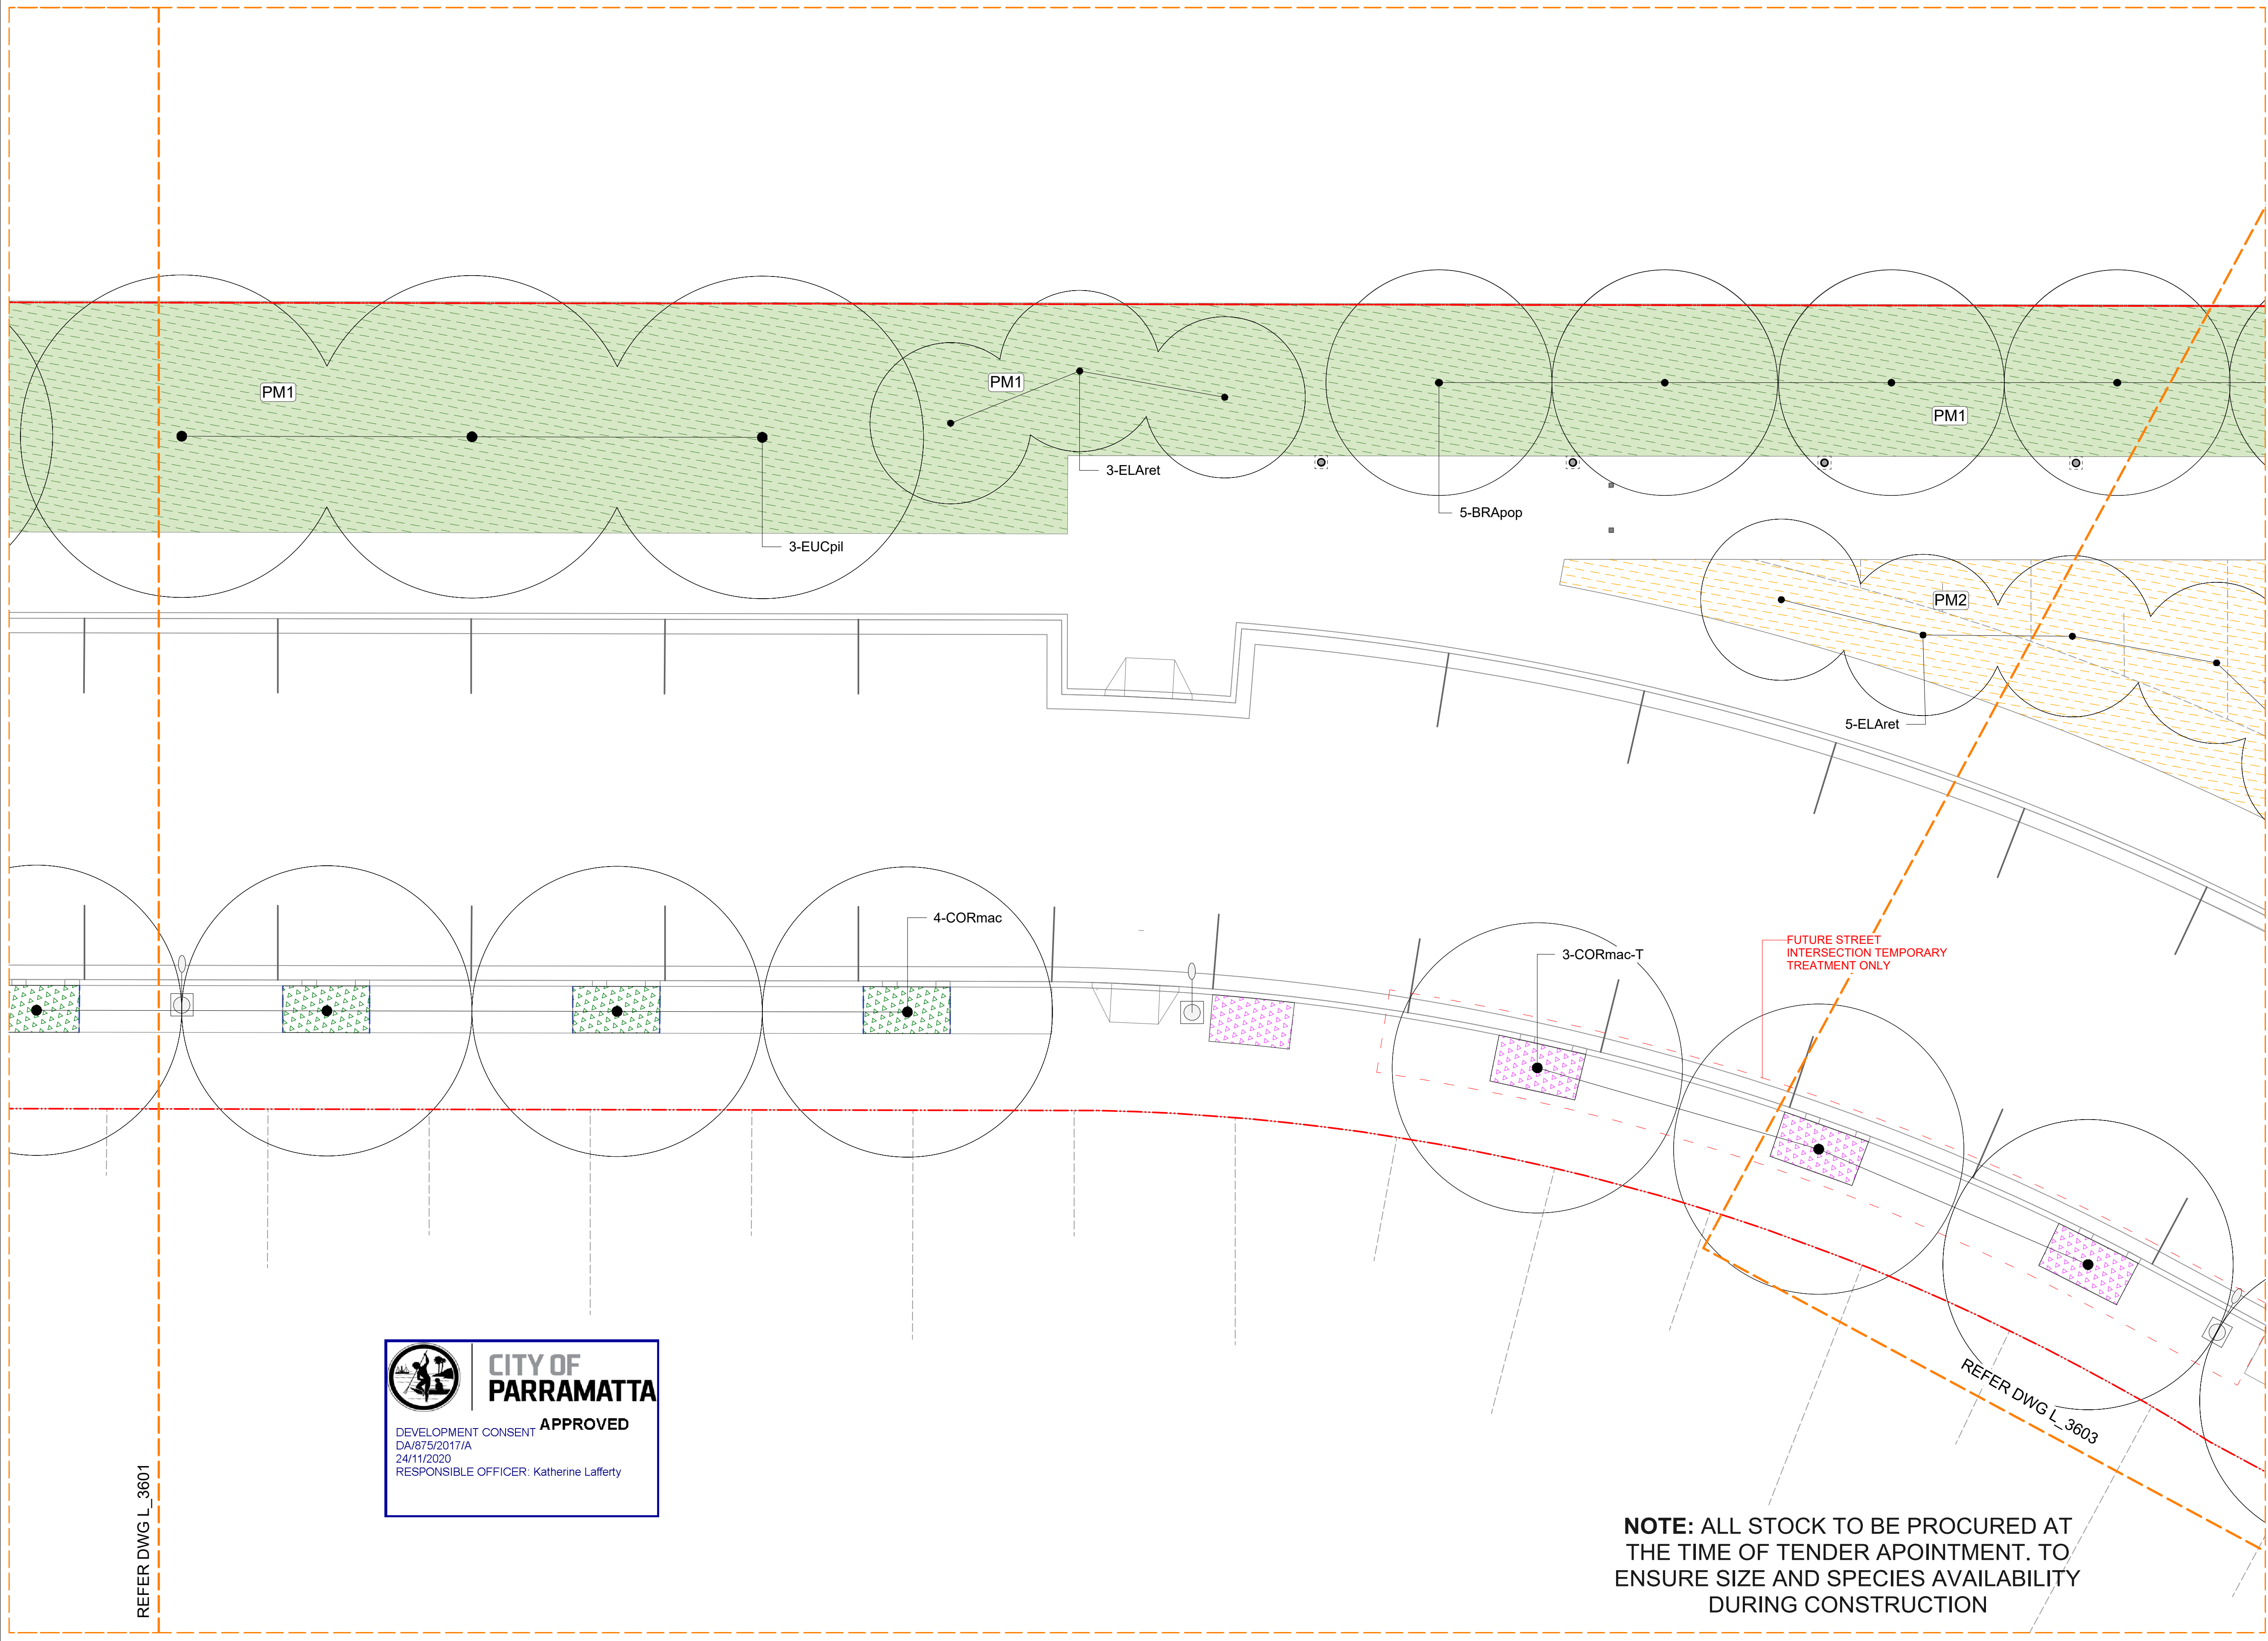 PM1
PM1
PM1
3-ELAret
5-BRApop
3-EUCpil
PM2
5-ELAret
4-CORmac
3-CORmac-T
FUTURE STREET
INTERSECTION TEMPORARY
TREATMENT ONLY
CITY OF
PARRAMATTA
APPROVED
DEVELOPMENT CONSENT
DA/875/2017/A
24/11/2020
RESPONSIBLE OFFICER: Katherine Lafferty
REFER DWG L_3601
REFER DWG L_3603
NOTE: ALL STOCK TO BE PROCURED AT
THE TIME OF TENDER APOINTMENT. TO
ENSURE SIZE AND SPECIES AVAILABILITY
DURING CONSTRUCTION